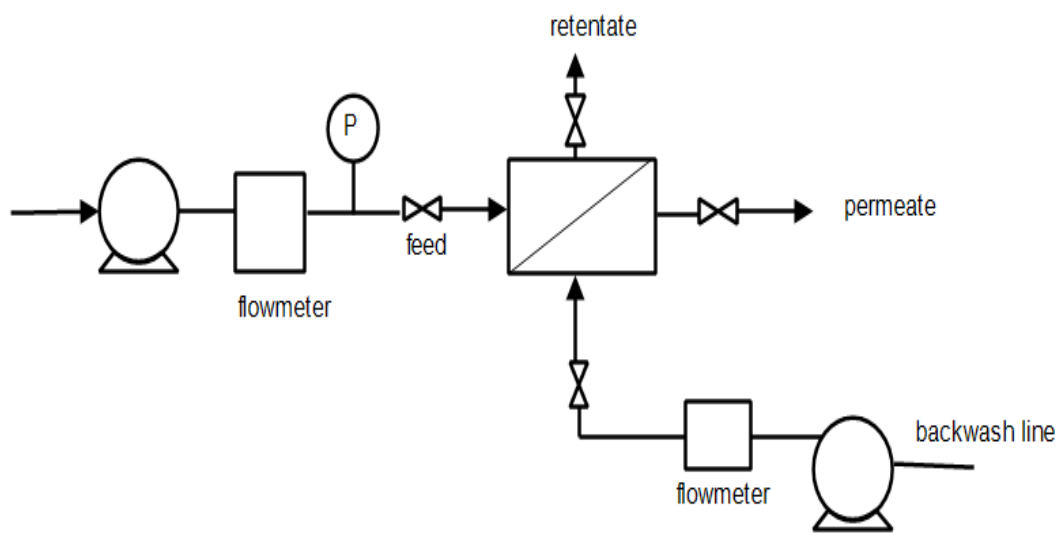 retentate
P
permeate
feed
flowmeter
backwash line
flowmeter